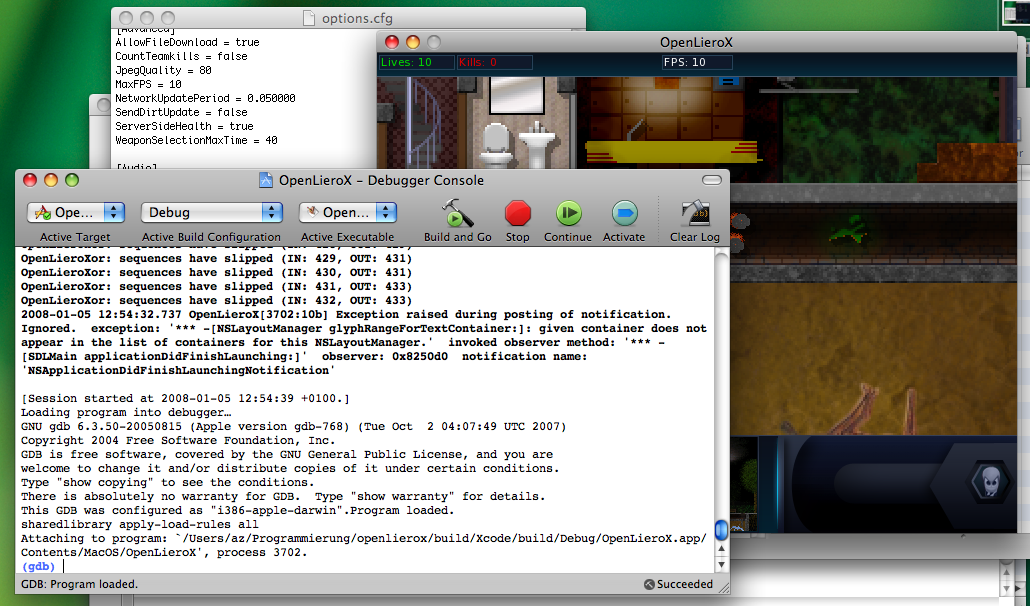 options.cfg
[Advanced]
AllowFileDownload = true
CountTeamkills = false
JpegQuality = 80
MaxFPS = 10
NetworkUpdatePeriod = 0.050000
SendDirtUpdate = false
ServerSideHealth = true
WeaponSelectionMaxTime = 40
[Audio]
OpenLieroX
Lives: 10 Kills: 0 FPS: 10
OpenLieroX - Debugger Console
Ope... Debug Open...
Active Target Active Build Configuration Active Executable Build and Go Stop Continue Activate Clear Log
OpenLieroXor: sequences have slipped (IN: 429, OUT: 431)
OpenLieroXor: sequences have slipped (IN: 430, OUT: 431)
OpenLieroXor: sequences have slipped (IN: 431, OUT: 433)
OpenLieroXor: sequences have slipped (IN: 432, OUT: 433)
2008-01-05 12:54:32.737 OpenLieroX[3702:10b] Exception raised during posting of notification.
Ignored.  exception: '*** -[NSLayoutManager glyphRangeForTextContainer:]: given container does not
appear in the list of containers for this NSLayoutManager.'  invoked observer method: '*** -
[SDLMain applicationDidFinishLaunching:]'  observer: 0x8250d0  notification name:
'NSApplicationDidFinishLaunchingNotification'
[Session started at 2008-01-05 12:54:39 +0100.]
Loading program into debugger…
GNU gdb 6.3.50-20050815 (Apple version gdb-768) (Tue Oct  2 04:07:49 UTC 2007)
Copyright 2004 Free Software Foundation, Inc.
GDB is free software, covered by the GNU General Public License, and you are
welcome to change it and/or distribute copies of it under certain conditions.
Type "show copying" to see the conditions.
There is absolutely no warranty for GDB.  Type "show warranty" for details.
This GDB was configured as "i386-apple-darwin".Program loaded.
sharedlibrary apply-load-rules all
Attaching to program: `/Users/az/Programmierung/openlierox/build/Xcode/build/Debug/OpenLieroX.app/
Contents/MacOS/OpenLieroX', process 3702.
(gdb)
GDB: Program loaded. Succeeded